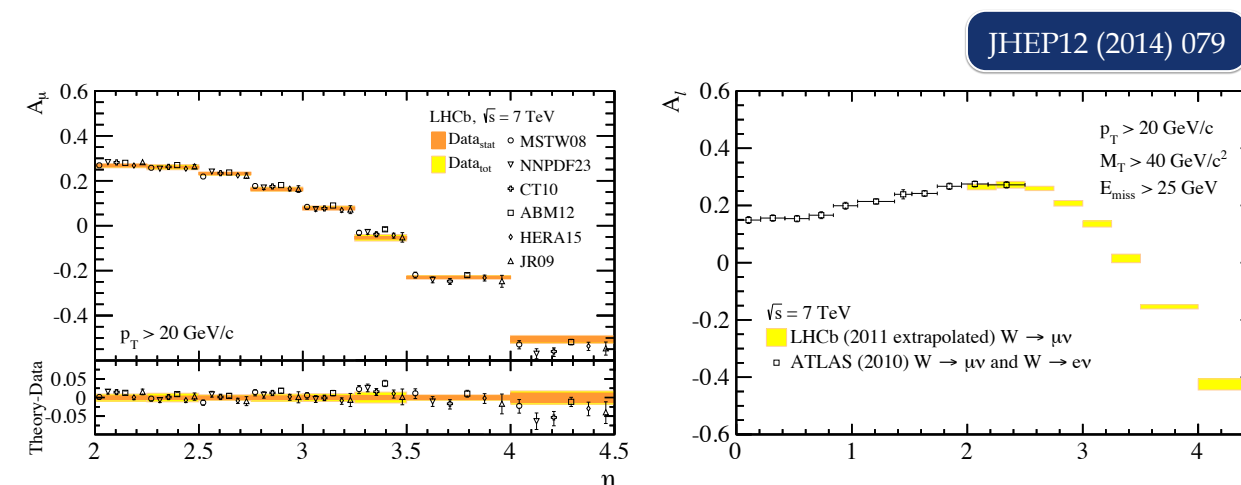 JHEP12 (2014) 079
A_μ
0.6
0.4
0.2
0
-0.2
-0.4
LHCb, √s = 7 TeV
Data_stat
Data_tot
MSTW08
NNPDF23
CT10
ABM12
HERA15
JR09
p_T > 20 GeV/c
Theory-Data
0.05
0
-0.05
2 2.5 3 3.5 4 4.5
η
A_l
0.6
0.4
0.2
0
-0.2
-0.4
-0.6
p_T > 20 GeV/c
M_T > 40 GeV/c²
E_miss > 25 GeV
√s = 7 TeV
LHCb (2011 extrapolated) W → μν
ATLAS (2010) W → μν and W → eν
0 1 2 3 4